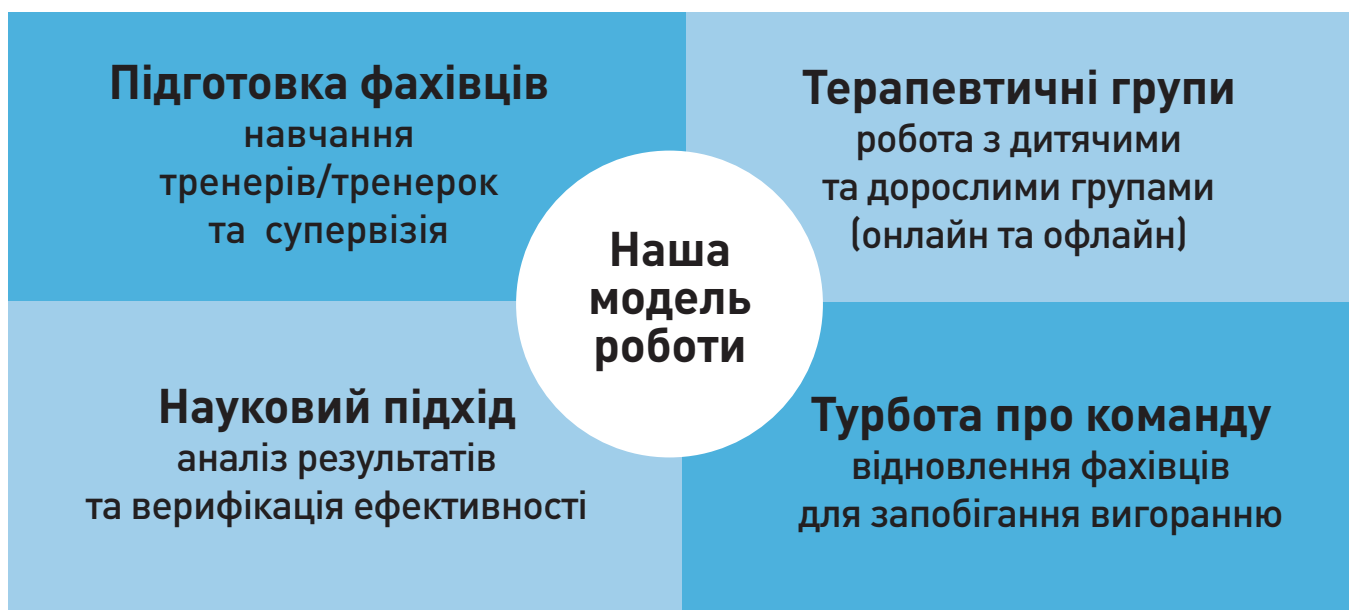 Підготовка фахівців
навчання
тренерів/тренерок
та супервізія
Терапевтичні групи
робота з дитячими
та дорослими групами
(онлайн та офлайн)
Наша
модель
роботи
Науковий підхід
аналіз результатів
та верифікація ефективності
Турбота про команду
відновлення фахівців
для запобігання вигоранню